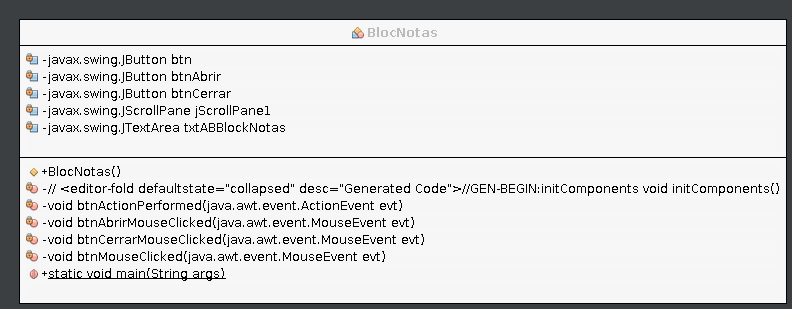 BlocNotas
-javax.swing.JButton btn
-javax.swing.JButton btnAbrir
-javax.swing.JButton btnCerrar
-javax.swing.JScrollPane jScrollPane1
-javax.swing.JTextArea txtABBlockNotas
+BlocNotas()
-// <editor-fold defaultstate="collapsed" desc="Generated Code">//GEN-BEGIN:initComponents void initComponents()
-void btnActionPerformed(java.awt.event.ActionEvent evt)
-void btnAbrirMouseClicked(java.awt.event.MouseEvent evt)
-void btnCerrarMouseClicked(java.awt.event.MouseEvent evt)
-void btnMouseClicked(java.awt.event.MouseEvent evt)
+static void main(String args)